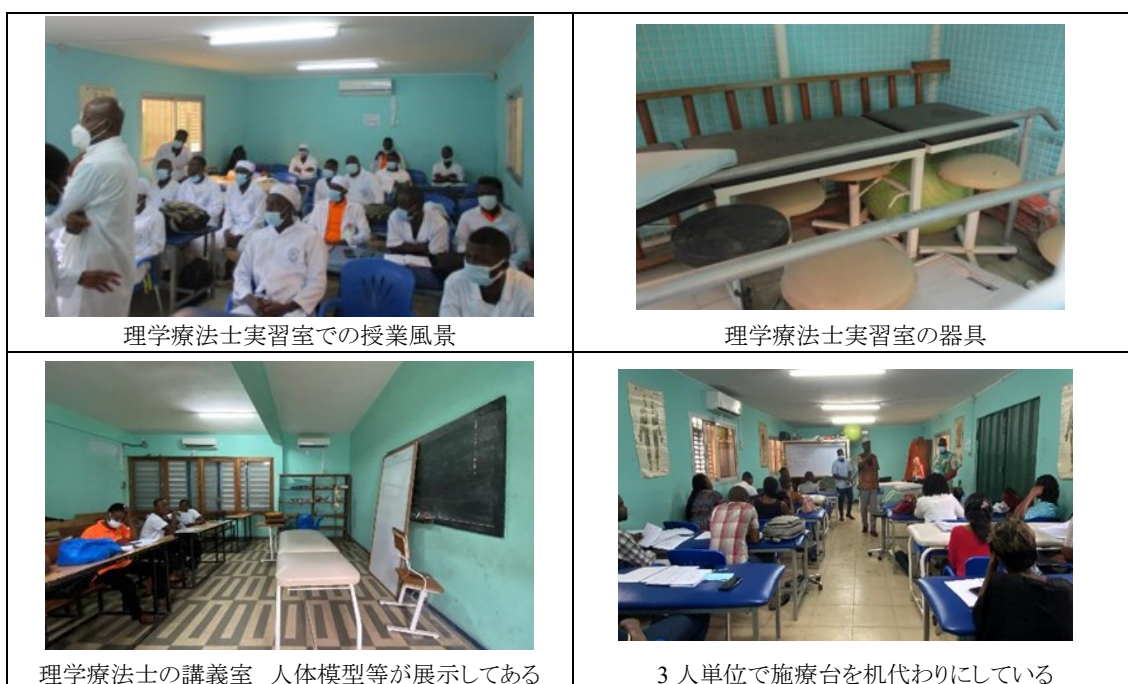 理学療法士実習室での授業風景
理学療法士実習室の器具
理学療法士の講義室　人体模型等が展示してある
3 人単位で施療台を机代わりにしている